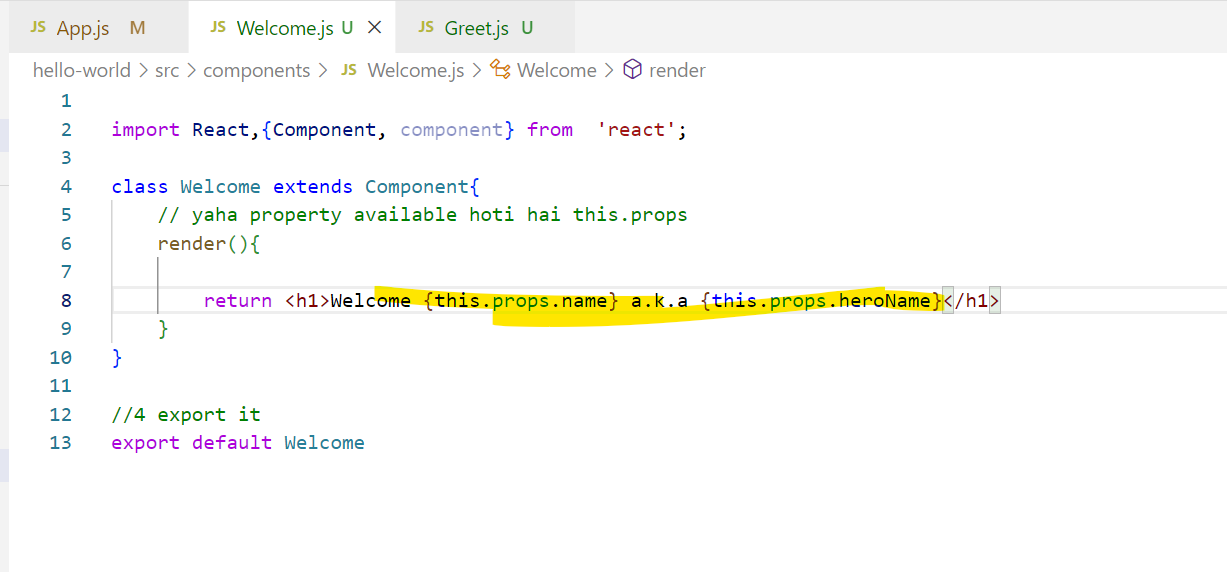 JS App.js M JS Welcome.js U JS Greet.js U
hello-world > src > components > JS Welcome.js > Welcome > render
1
2 import React,{Component, component} from  'react';
3
4 class Welcome extends Component{
5 // yaha property available hoti hai this.props
6 render(){
7
8 return <h1>Welcome {this.props.name} a.k.a {this.props.heroName}</h1>
9 }
10 }
11
12 //4 export it
13 export default Welcome